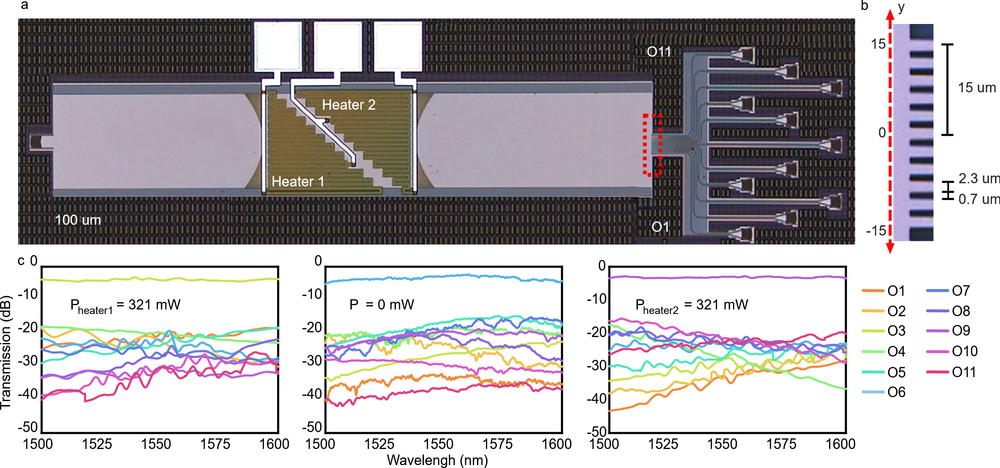 a
b
y
O11
15
Heater 2
15 um
0
Heater 1
2.3 um
0.7 um
100 um
O1
-15
c
0
-10
-20
-30
-40
-50
Transmission (dB)
Pheater1 = 321 mW
1500 1525 1550 1575 1600
0
-10
-20
-30
-40
-50
P = 0 mW
1500 1525 1550 1575 1600
Wavelengh (nm)
0
-10
-20
-30
-40
-50
Pheater2 = 321 mW
1500 1525 1550 1575 1600
O1 O7
O2 O8
O3 O9
O4 O10
O5 O11
O6